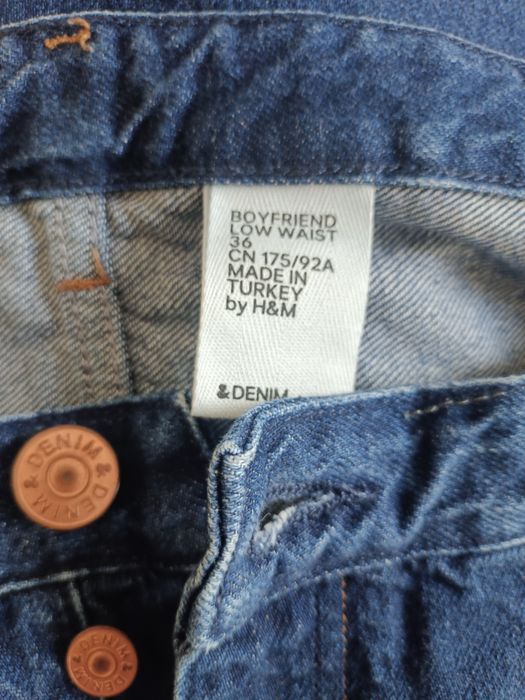 BOYFRIEND
LOW WAIST
36
CN 175/92A
MADE IN
TURKEY
by H&M
& DENIM
DENIM & DENIM &
DENIM & DENIM &